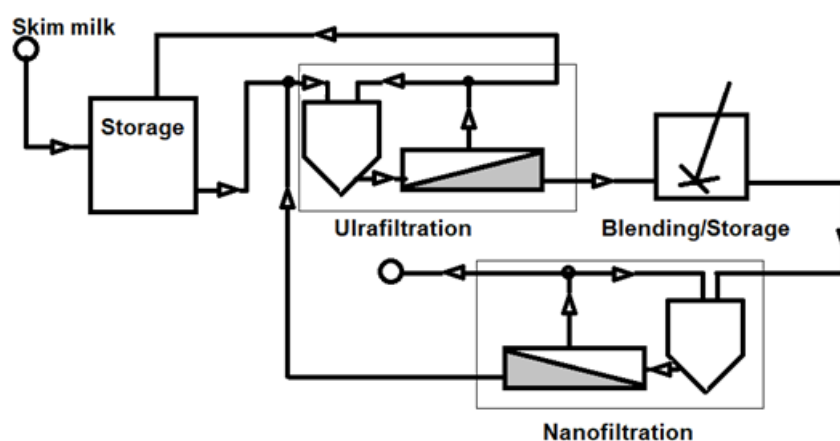 Skim milk
Storage
Ulrafiltration
Blending/Storage
Nanofiltration